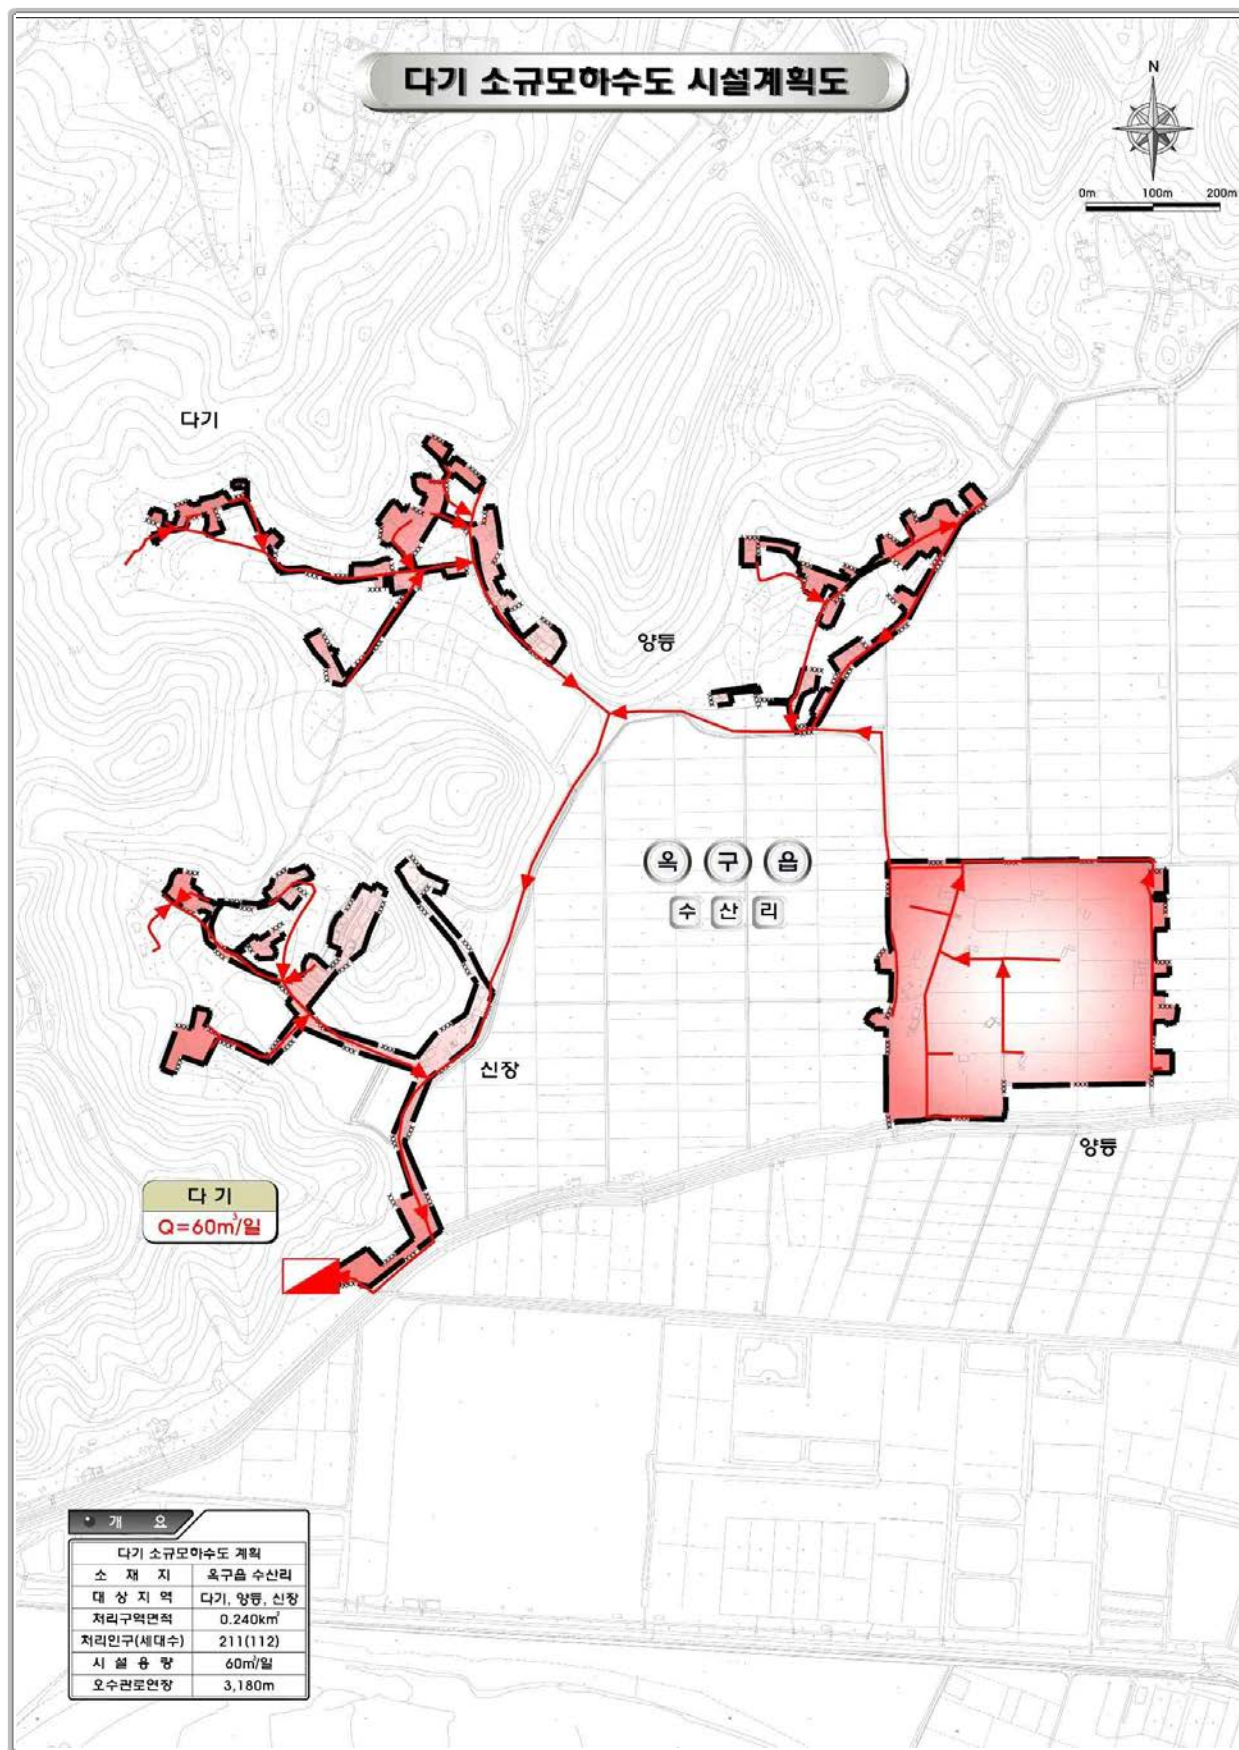 다기 소규모하수도 시설계획도
N
0m 100m 200m
다기
양등
옥 구 읍
수 산 리
신장
양등
다 기
Q=60m³/일
개 요
다기 소규모하수도 계획
소 재 지 옥구읍 수산리
대 상 지 역 다기, 양등, 신장
처리구역면적 0.240km²
처리인구(세대수) 211(112)
시 설 용 량 60m³/일
오수관로연장 3,180m